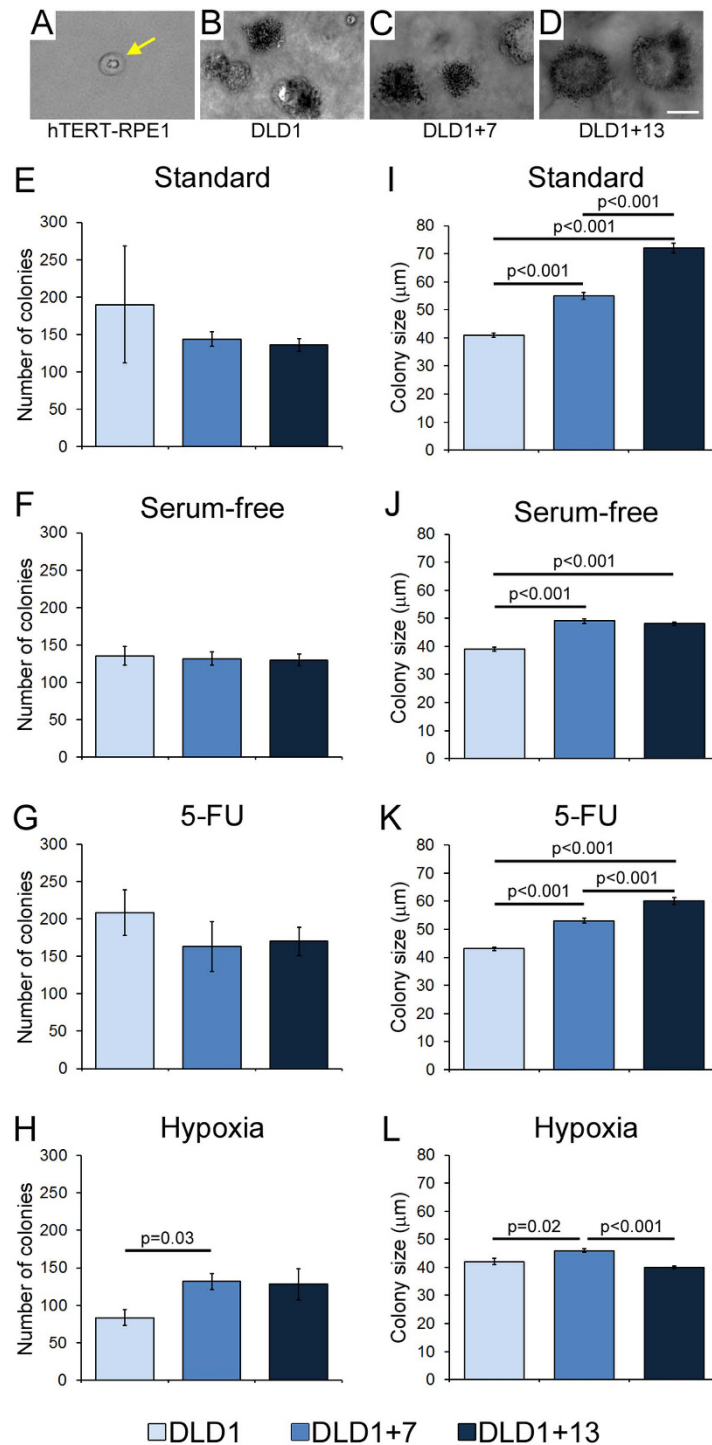 A
B
C
D
hTERT-RPE1
DLD1
DLD1+7
DLD1+13
E
Standard
Number of colonies
300
250
200
150
100
50
0
I
Standard
Colony size (μm)
80
70
60
50
40
30
20
10
0
p<0.001
p<0.001
p<0.001
F
Serum-free
Number of colonies
300
250
200
150
100
50
0
J
Serum-free
Colony size (μm)
80
70
60
50
40
30
20
10
0
p<0.001
p<0.001
G
5-FU
Number of colonies
300
250
200
150
100
50
0
K
5-FU
Colony size (μm)
80
70
60
50
40
30
20
10
0
p<0.001
p<0.001
p<0.001
H
Hypoxia
Number of colonies
300
250
200
150
100
50
0
p=0.03
L
Hypoxia
Colony size (μm)
80
70
60
50
40
30
20
10
0
p=0.02
p<0.001
DLD1
DLD1+7
DLD1+13